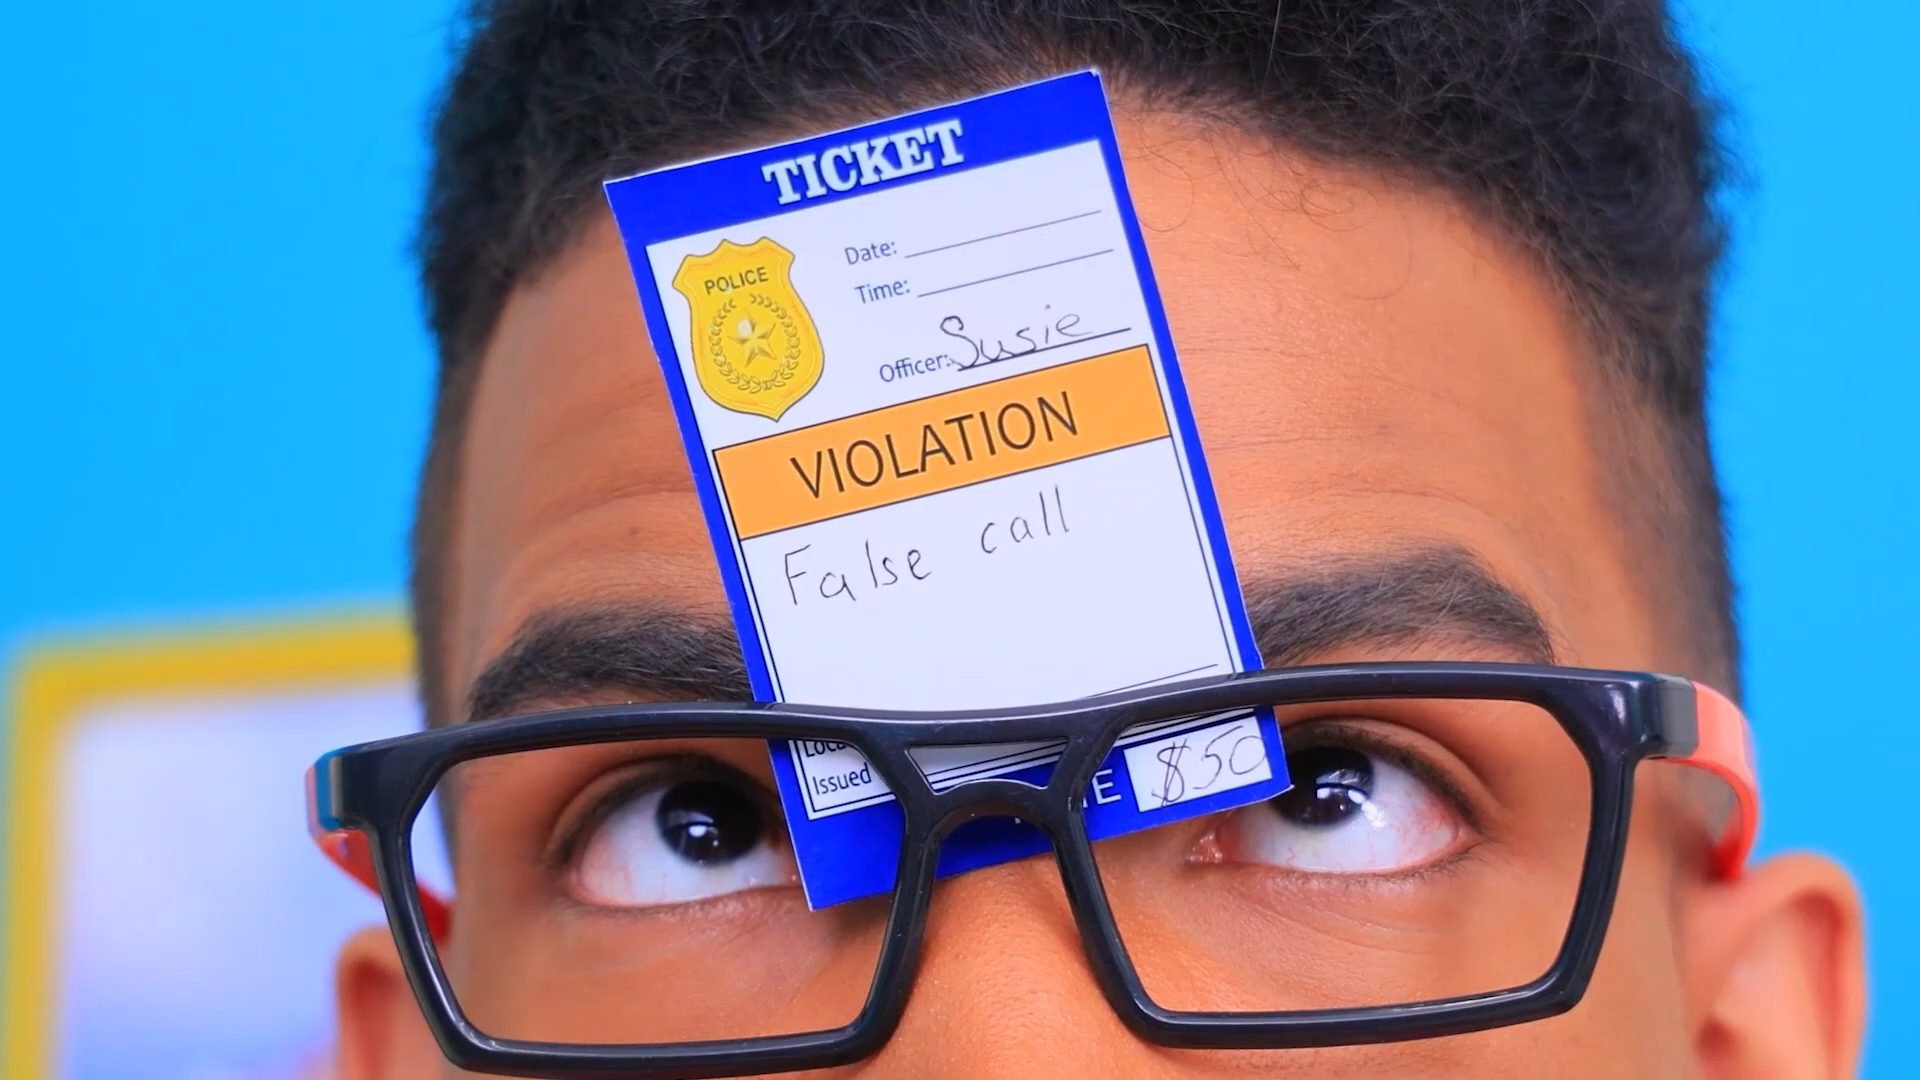 TICKET
POLICE
Date:
Time:
Officer: Susie
VIOLATION
False call
Issued
$50